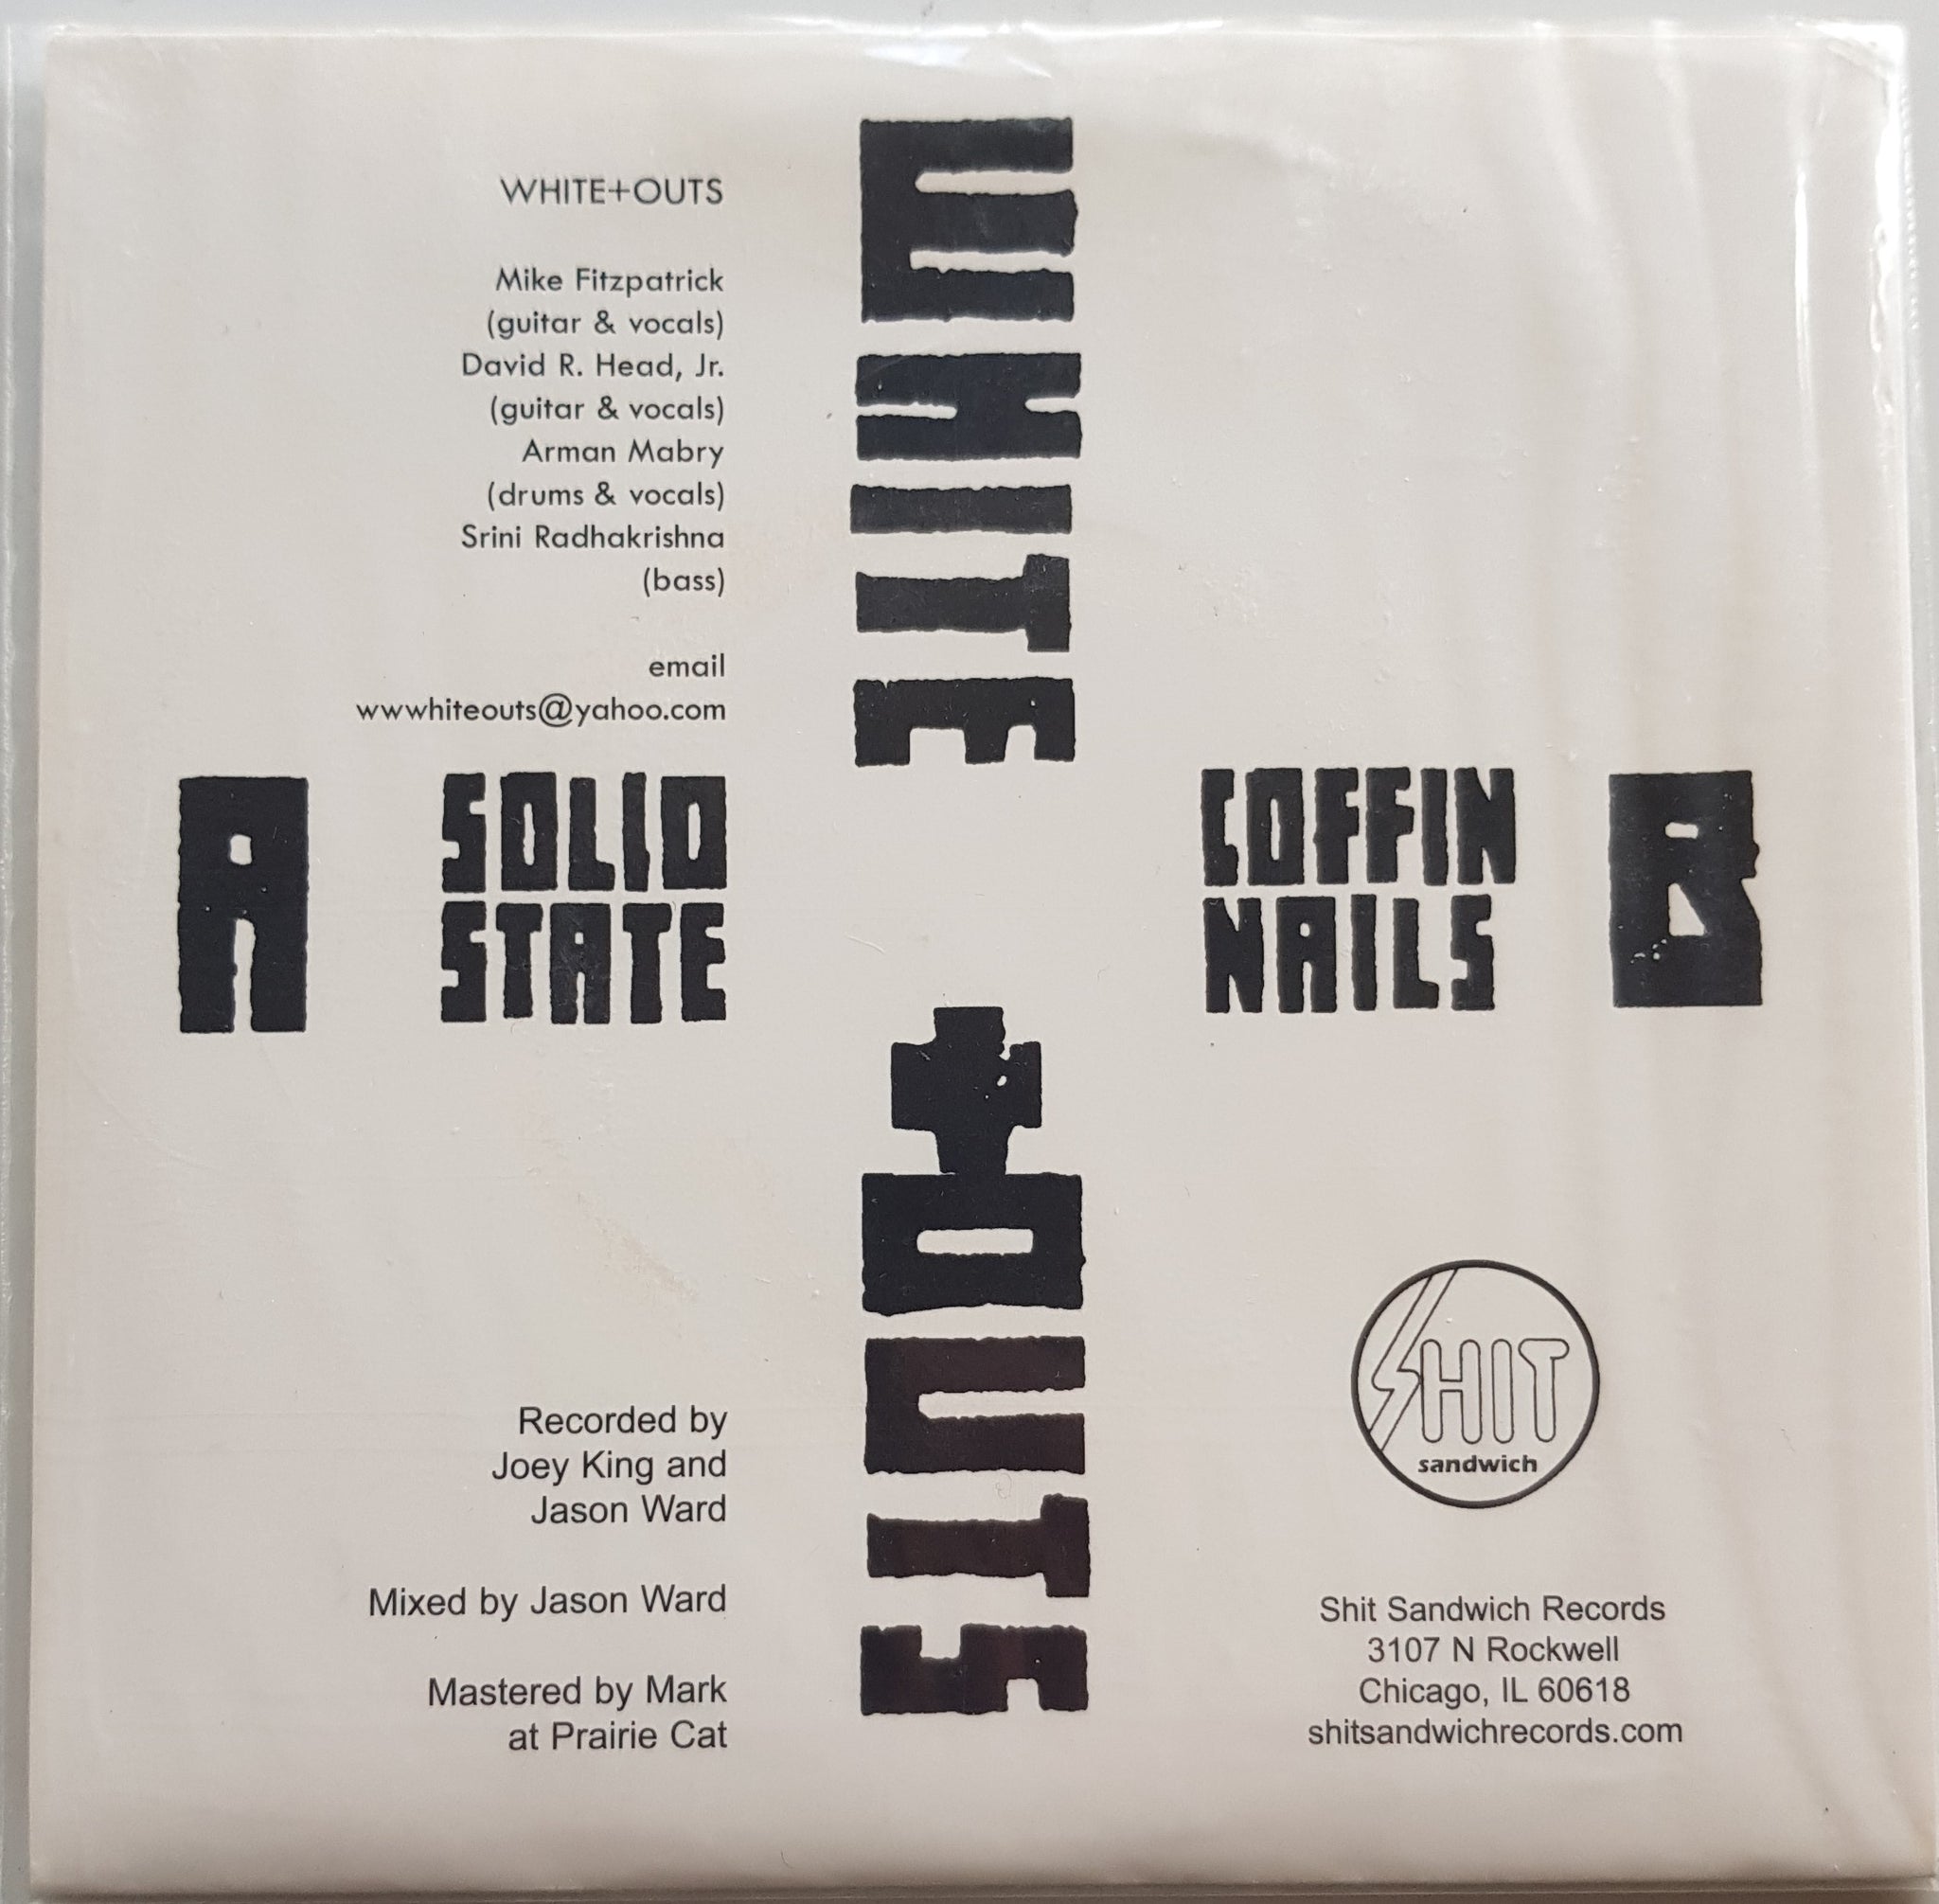 WHITE+OUTS
Mike Fitzpatrick
(guitar & vocals)
David R. Head, Jr.
(guitar & vocals)
Arman Mabry
(drums & vocals)
Srini Radhakrishna
(bass)
email
wwwhiteouts@yahoo.com
WHITE + OUTS
A
SOLID
STATE
COFFIN
NAILS
B
Recorded by
Joey King and
Jason Ward
Mixed by Jason Ward
Mastered by Mark
at Prairie Cat
SHIT
sandwich
Shit Sandwich Records
3107 N Rockwell
Chicago, IL 60618
shitsandwichrecords.com